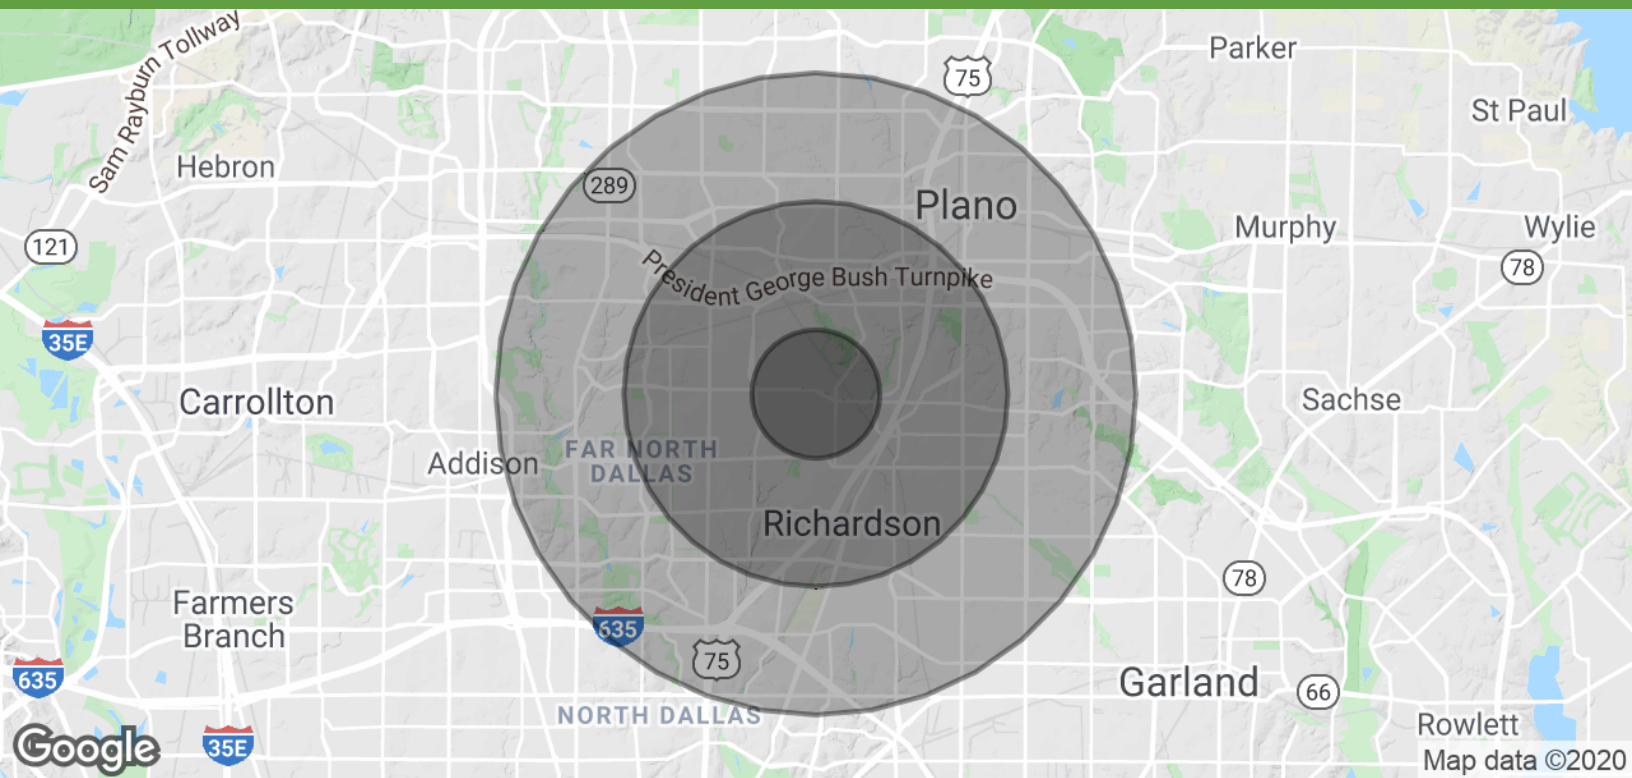 Sam Rayburn Tollway
Parker
75
St Paul
Hebron
289
Plano
Murphy
Wylie
121
78
President George Bush Turnpike
35E
Carrollton
Sachse
Addison
FAR NORTH
DALLAS
Richardson
78
Farmers
Branch
635
75
635
Garland
66
NORTH DALLAS
Rowlett
Google
35E
Map data ©2020